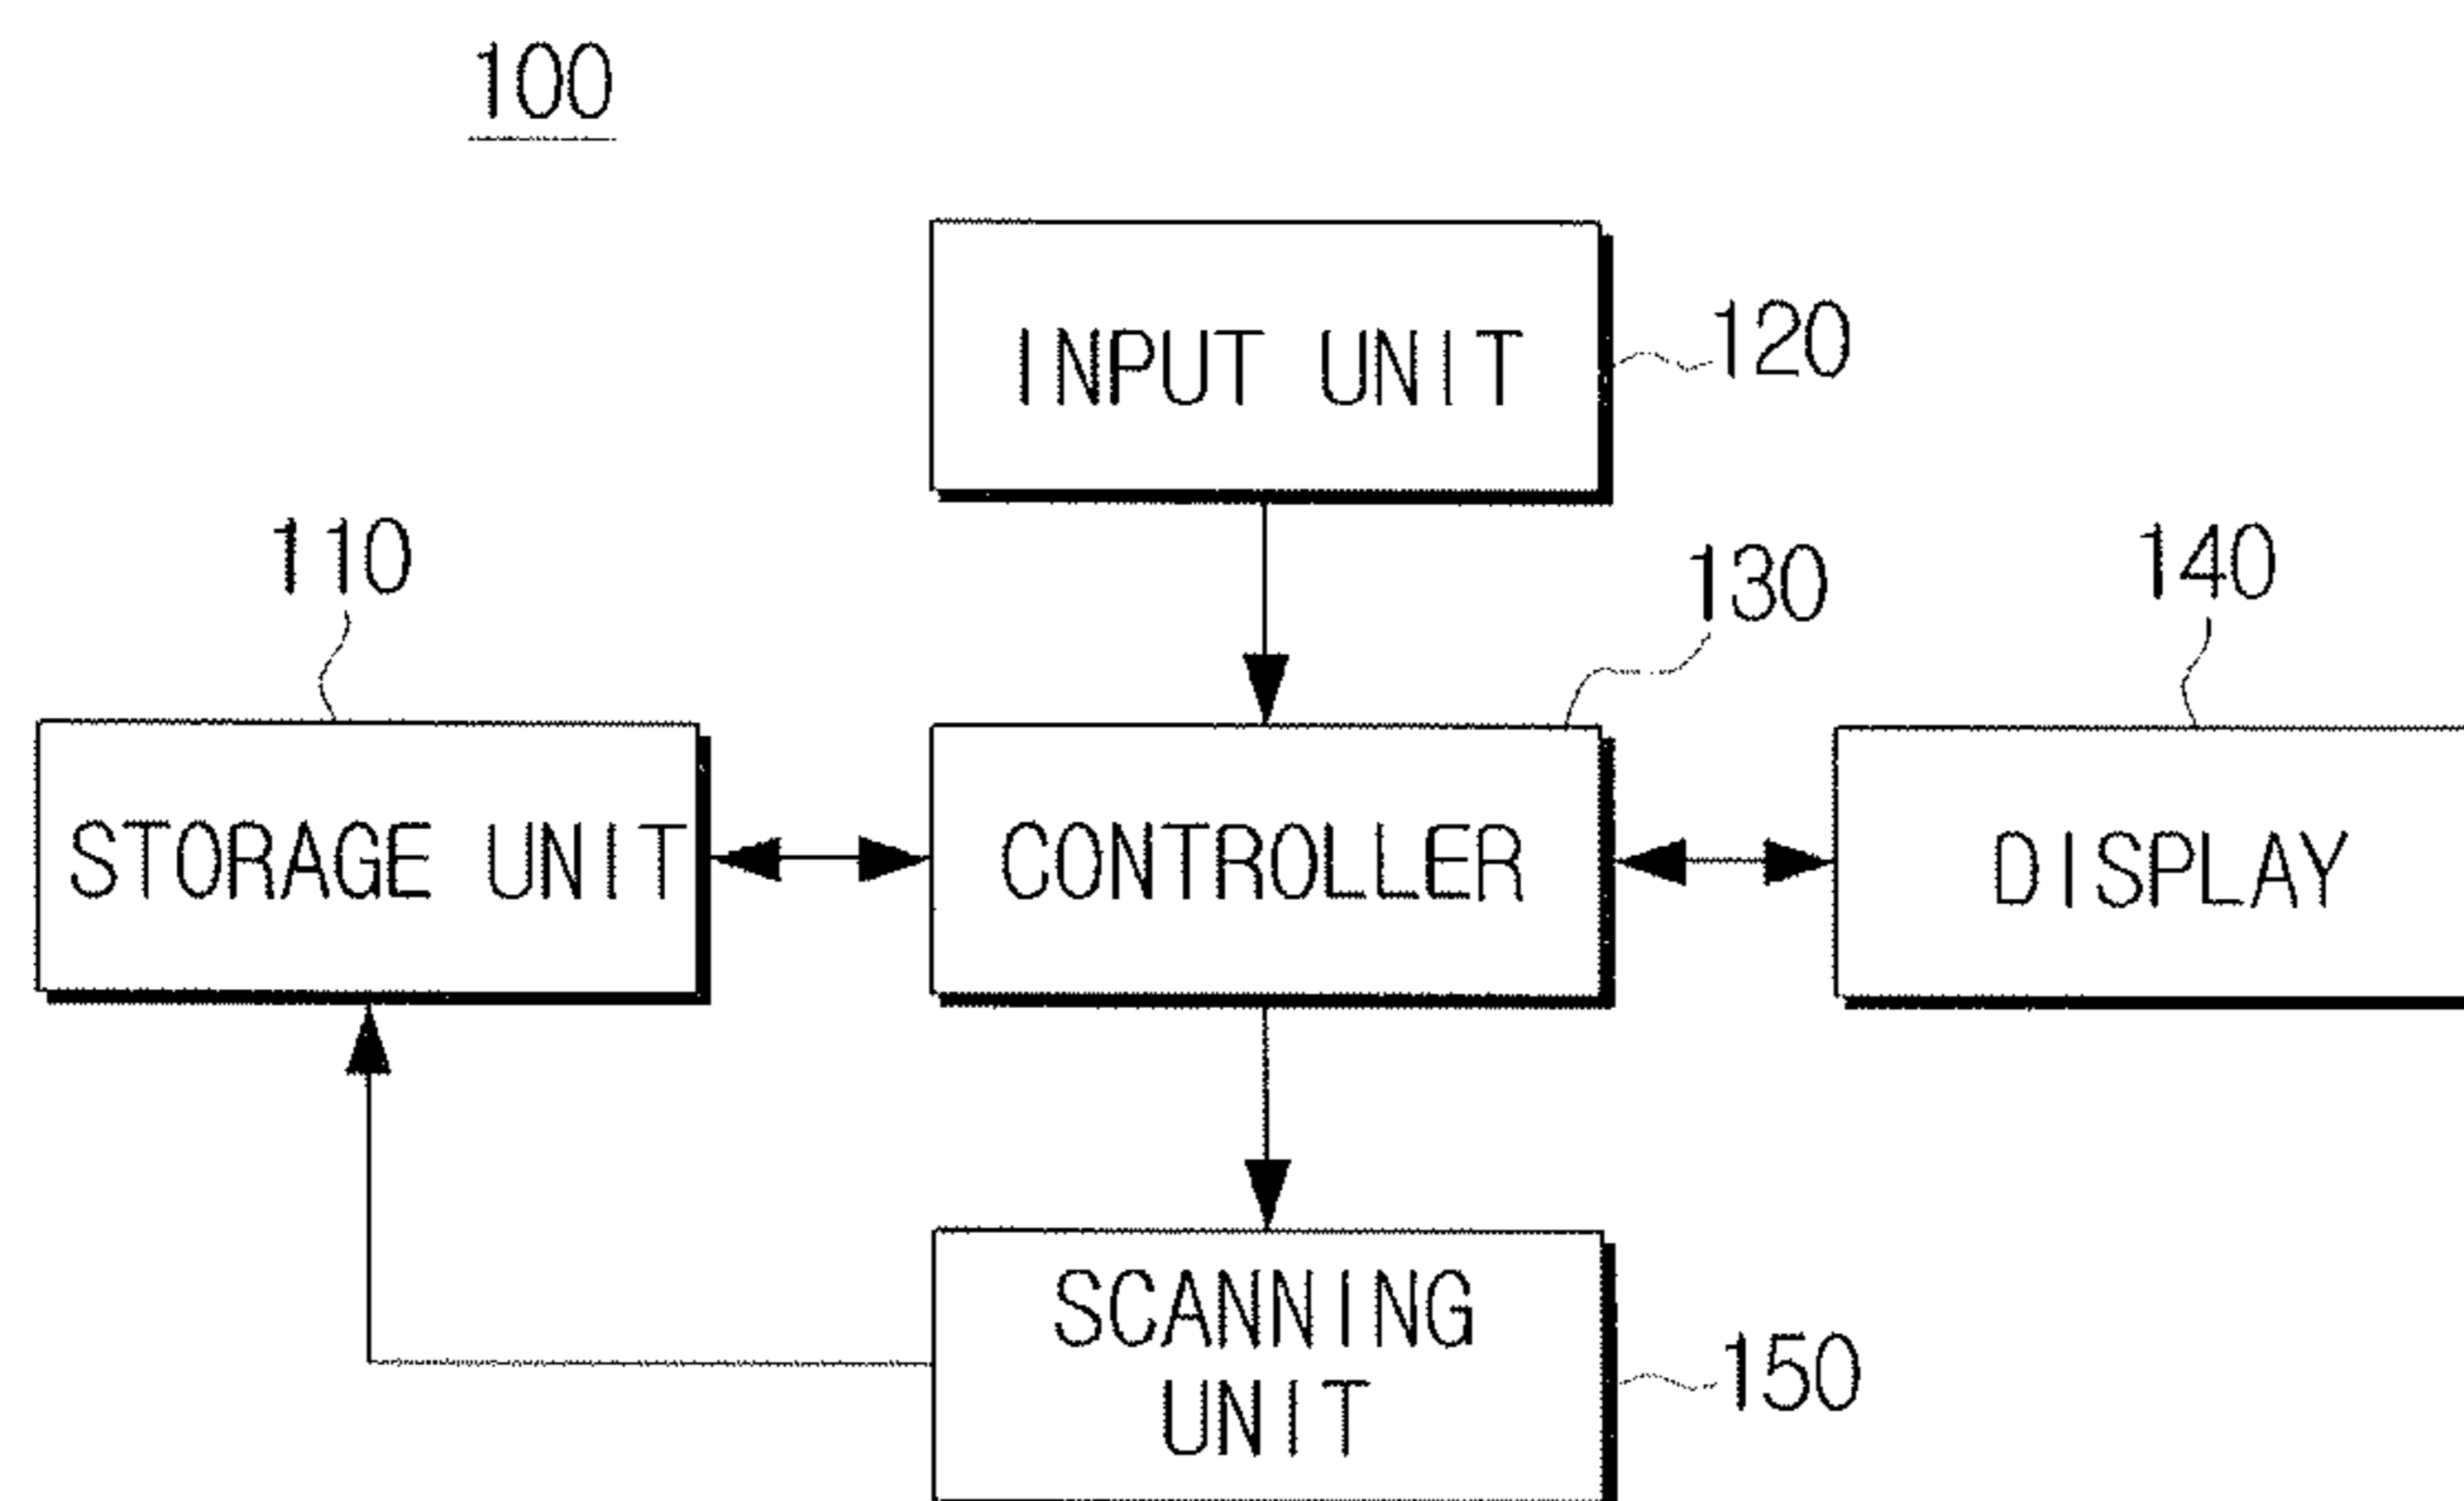 100
INPUT UNIT
120
110
130
140
STORAGE UNIT
CONTROLLER
DISPLAY
SCANNING
UNIT
150